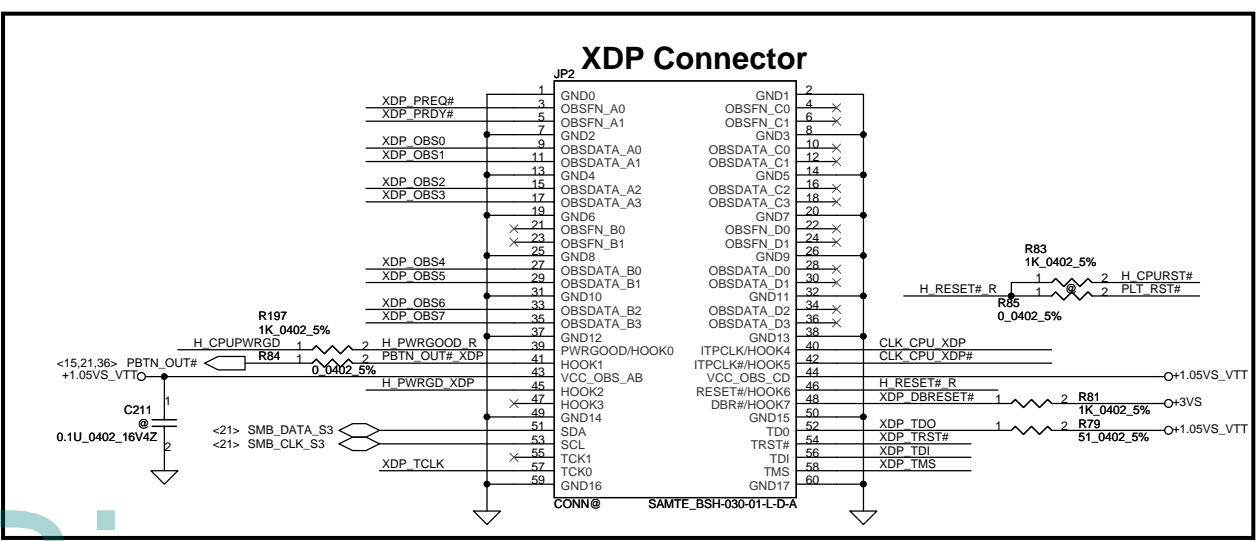 XDP Connector
JP2
1 GND0 GND1 2
XDP_PREQ# 3 OBSFN_A0 OBSFN_C0 4
XDP_PRDY# 5 OBSFN_A1 OBSFN_C1 6
7 GND2 GND3 8
XDP_OBS0 9 OBSDATA_A0 OBSDATA_C0 10
XDP_OBS1 11 OBSDATA_A1 OBSDATA_C1 12
13 GND4 GND5 14
XDP_OBS2 15 OBSDATA_A2 OBSDATA_C2 16
XDP_OBS3 17 OBSDATA_A3 OBSDATA_C3 18
19 GND6 GND7 20
21 OBSFN_B0 OBSFN_D0 22
23 OBSFN_B1 OBSFN_D1 24
25 GND8 GND9 26
XDP_OBS4 27 OBSDATA_B0 OBSDATA_D0 28
XDP_OBS5 29 OBSDATA_B1 OBSDATA_D1 30
31 GND10 GND11 32
XDP_OBS6 33 OBSDATA_B2 OBSDATA_D2 34
XDP_OBS7 35 OBSDATA_B3 OBSDATA_D3 36
37 GND12 GND13 38
R197
1K_0402_5%
H_CPUPWRGD 1 2 H_PWRGOOD_R 39 PWRGOOD/HOOK0 ITPCLK/HOOK4 40 CLK_CPU_XDP
<15,21,36> PBTN_OUT# R84 1 2 PBTN_OUT#_XDP 41 HOOK1 ITPCLK#/HOOK5 42 CLK_CPU_XDP#
0_0402_5%
+1.05VS_VTT 43 VCC_OBS_AB VCC_OBS_CD 44 +1.05VS_VTT
H_PWRGD_XDP 45 HOOK2 RESET#/HOOK6 46 H_RESET#_R
47 HOOK3 DBR#/HOOK7 48 XDP_DBRESET# 1 2 R81 +3VS
1K_0402_5%
49 GND14 GND15 50
<21> SMB_DATA_S3 51 SDA TD0 52 XDP_TDO 1 2 R79 +1.05VS_VTT
51_0402_5%
<21> SMB_CLK_S3 53 SCL TRST# 54 XDP_TRST#
55 TCK1 TDI 56 XDP_TDI
XDP_TCLK 57 TCK0 TMS 58 XDP_TMS
59 GND16 GND17 60
CONN@ SAMTE_BSH-030-01-L-D-A
1
C211
@
0.1U_0402_16V4Z
2
R83
1K_0402_5%
1 2 H_CPURST#
H_RESET#_R 1 @ 2 PLT_RST#
R85
0_0402_5%